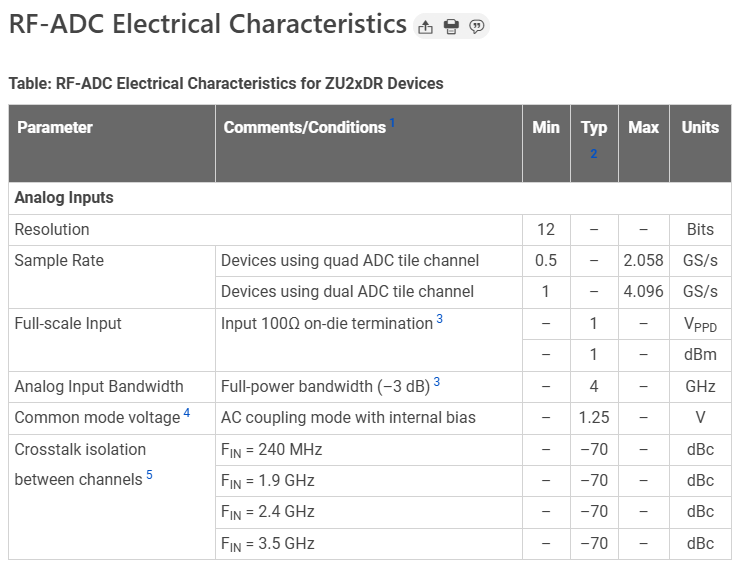 RF-ADC Electrical Characteristics
Table: RF-ADC Electrical Characteristics for ZU2xDR Devices
Parameter Comments/Conditions 1 Min Typ 2 Max Units
Analog Inputs
Resolution 12 – – Bits
Sample Rate Devices using quad ADC tile channel 0.5 – 2.058 GS/s
Devices using dual ADC tile channel 1 – 4.096 GS/s
Full-scale Input Input 100Ω on-die termination 3 – 1 – VPPD
– 1 – dBm
Analog Input Bandwidth Full-power bandwidth (–3 dB) 3 – 4 – GHz
Common mode voltage 4 AC coupling mode with internal bias – 1.25 – V
Crosstalk isolation between channels 5 FIN = 240 MHz – –70 – dBc
FIN = 1.9 GHz – –70 – dBc
FIN = 2.4 GHz – –70 – dBc
FIN = 3.5 GHz – –70 – dBc